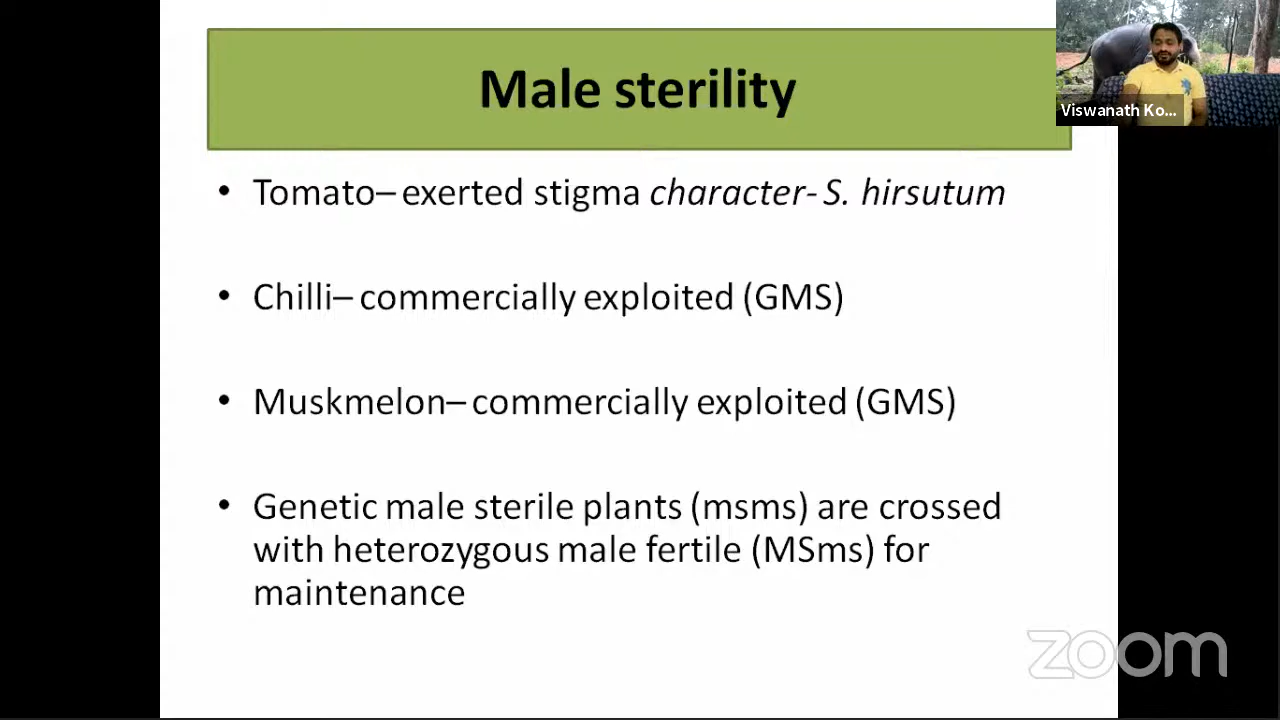 Male sterility
Viswanath Ko...
• Tomato– exerted stigma character- S. hirsutum
• Chilli– commercially exploited (GMS)
• Muskmelon– commercially exploited (GMS)
• Genetic male sterile plants (msms) are crossed
with heterozygous male fertile (MSms) for
maintenance
zoom